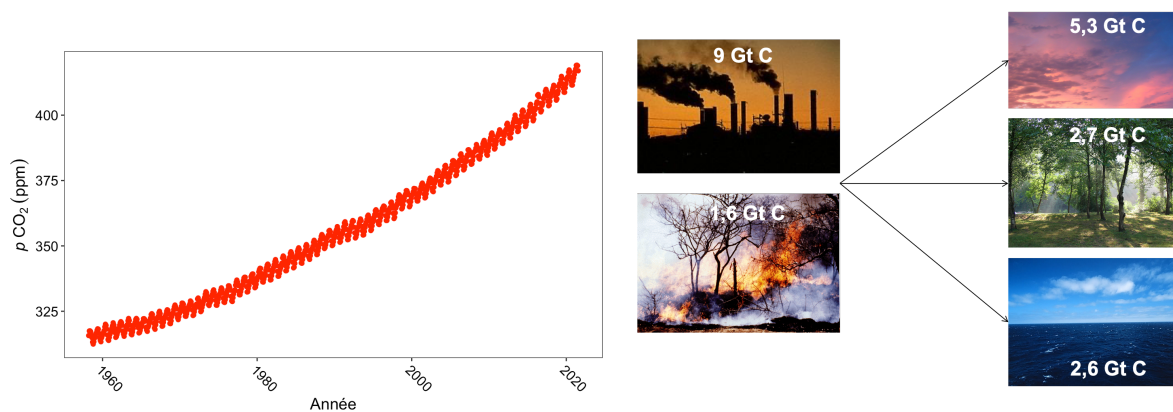 400
375
350
325
p CO₂ (ppm)
1960
1980
2000
2020
Année
9 Gt C
1,6 Gt C
5,3 Gt C
2,7 Gt C
2,6 Gt C